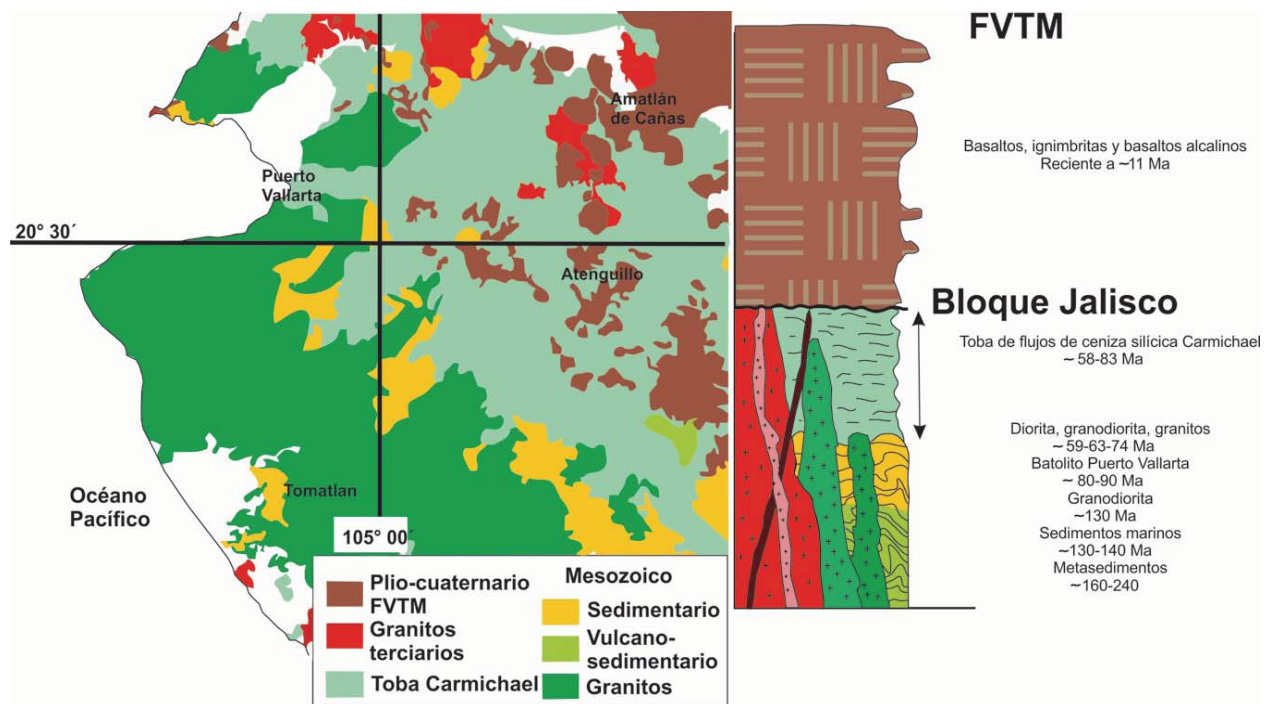 Amatlán
de Cañas
Puerto
Vallarta
20° 30´
Atenguillo
Océano
Pacífico
Tomatlan
105° 00´
Plio-cuaternario
FVTM
Granitos
terciarios
Toba Carmichael
Mesozoico
Sedimentario
Vulcano-
sedimentario
Granitos
FVTM
Basaltos, ignimbritas y basaltos alcalinos
Reciente a ~11 Ma
Bloque Jalisco
Toba de flujos de ceniza silícica Carmichael
~ 58-83 Ma
Diorita, granodiorita, granitos
~ 59-63-74 Ma
Batolito Puerto Vallarta
~ 80-90 Ma
Granodiorita
~130 Ma
Sedimentos marinos
~130-140 Ma
Metasedimentos
~160-240